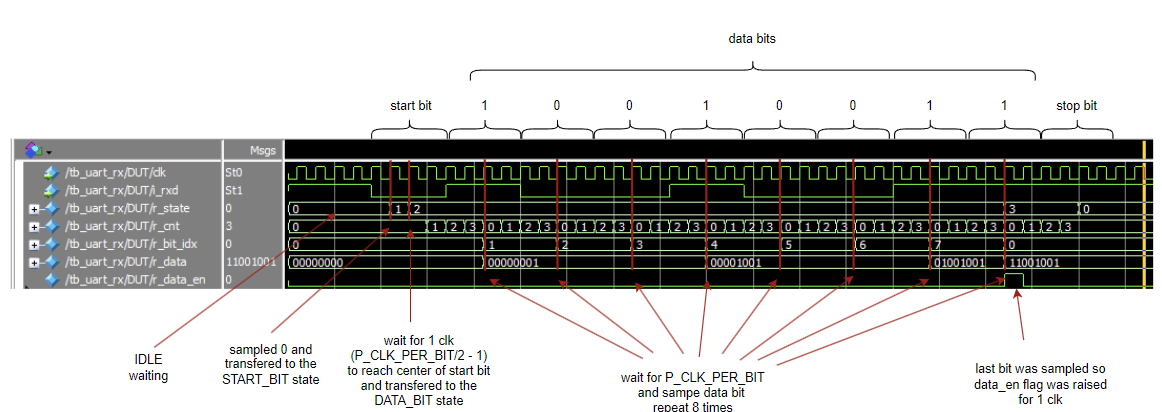 data bits
start bit 1 0 0 1 0 0 1 1 stop bit
Msgs
/tb_uart_rx/DUT/clk St0
/tb_uart_rx/DUT/i_rxd St1
/tb_uart_rx/DUT/r_state 0 0 1 2 3 0
/tb_uart_rx/DUT/r_cnt 3 0 1 2 3 0 1 2 3 0 1 2 3 0 1 2 3 0 1 2 3 0 1 2 3 0 1 2 3 0 1 2 3 0 1 2 3
/tb_uart_rx/DUT/r_bit_idx 0 0 1 2 3 4 5 6 7 0
/tb_uart_rx/DUT/r_data 11001001 00000000 00000001 00001001 01001001 11001001
/tb_uart_rx/DUT/r_data_en 0
IDLE
waiting
sampled 0 and
transfered to the
START_BIT state
wait for 1 clk
(P_CLK_PER_BIT/2 - 1)
to reach center of start bit
and transfered to the
DATA_BIT state
wait for P_CLK_PER_BIT
and sampe data bit
repeat 8 times
last bit was sampled so
data_en flag was raised
for 1 clk